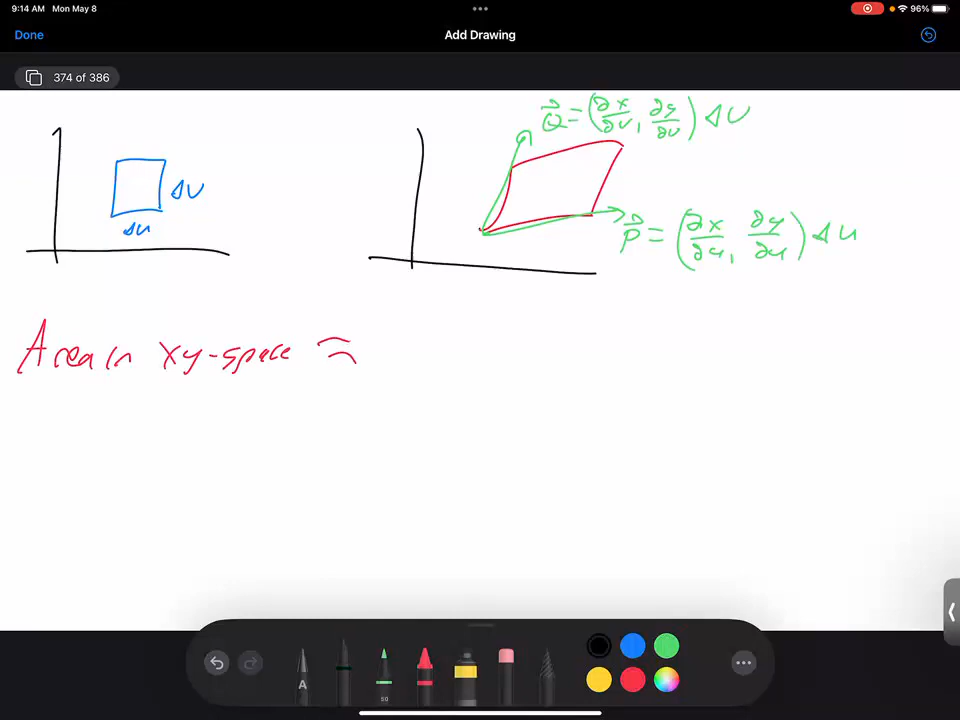 9:14 AM Mon May 8
96%
Done
Add Drawing
374 of 386
Q⃗ = (∂x/∂v, ∂y/∂v) Δv
Δv
Δu
P⃗ = (∂x/∂u, ∂y/∂u) Δu
Area in xy-space ≈
A
50